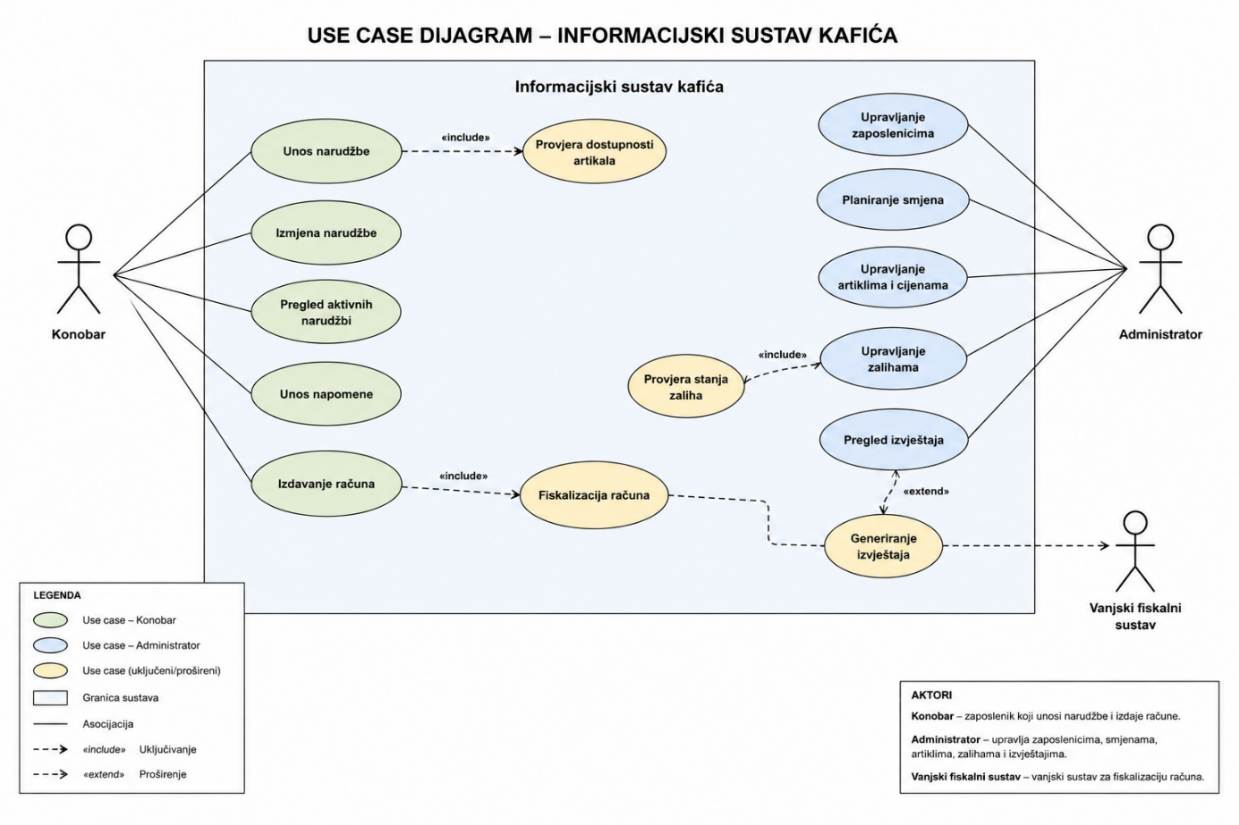 USE CASE DIJAGRAM – INFORMACIJSKI SUSTAV KAFIĆA
Informacijski sustav kafića
Unos narudžbe
«include»
Provjera dostupnosti
artikala
Izmjena narudžbe
Pregled aktivnih
narudžbi
Unos napomene
Izdavanje računa
«include»
Fiskalizacija računa
Konobar
Upravljanje
zaposlenicima
Planiranje smjena
Upravljanje
artiklima i cijenama
Upravljanje
zalihama
«include»
Provjera stanja
zaliha
Pregled izvještaja
«extend»
Generiranje
izvještaja
Administrator
Vanjski fiskalni
sustav
LEGENDA
Use case – Konobar
Use case – Administrator
Use case (uključeni/prošireni)
Granica sustava
Asocijacija
«include» Uključivanje
«extend» Proširenje
AKTORI
Konobar – zaposlenik koji unosi narudžbe i izdaje račune.
Administrator – upravlja zaposlenicima, smjenama,
artiklima, zalihama i izvještajima.
Vanjski fiskalni sustav – vanjski sustav za fiskalizaciju računa.